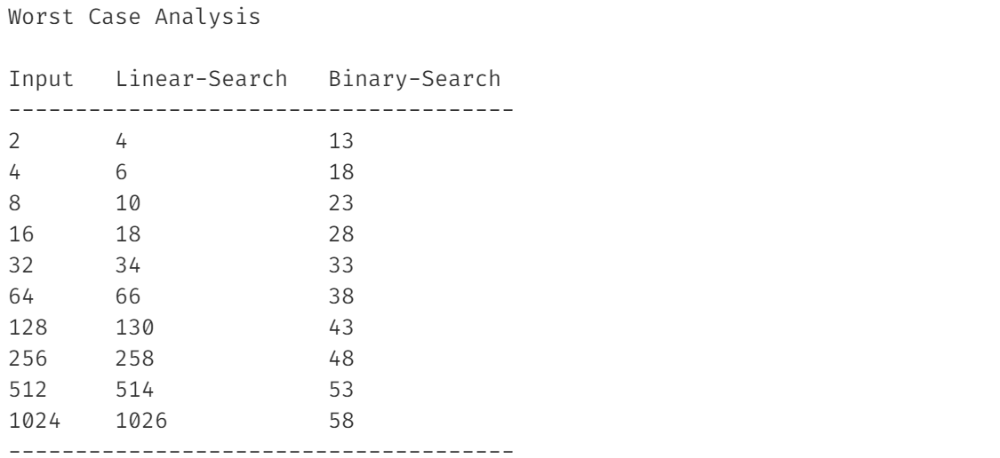 Worst Case Analysis

Input   Linear-Search   Binary-Search
--------------------------------------
2       4               13
4       6               18
8       10              23
16      18              28
32      34              33
64      66              38
128     130             43
256     258             48
512     514             53
1024    1026            58
--------------------------------------